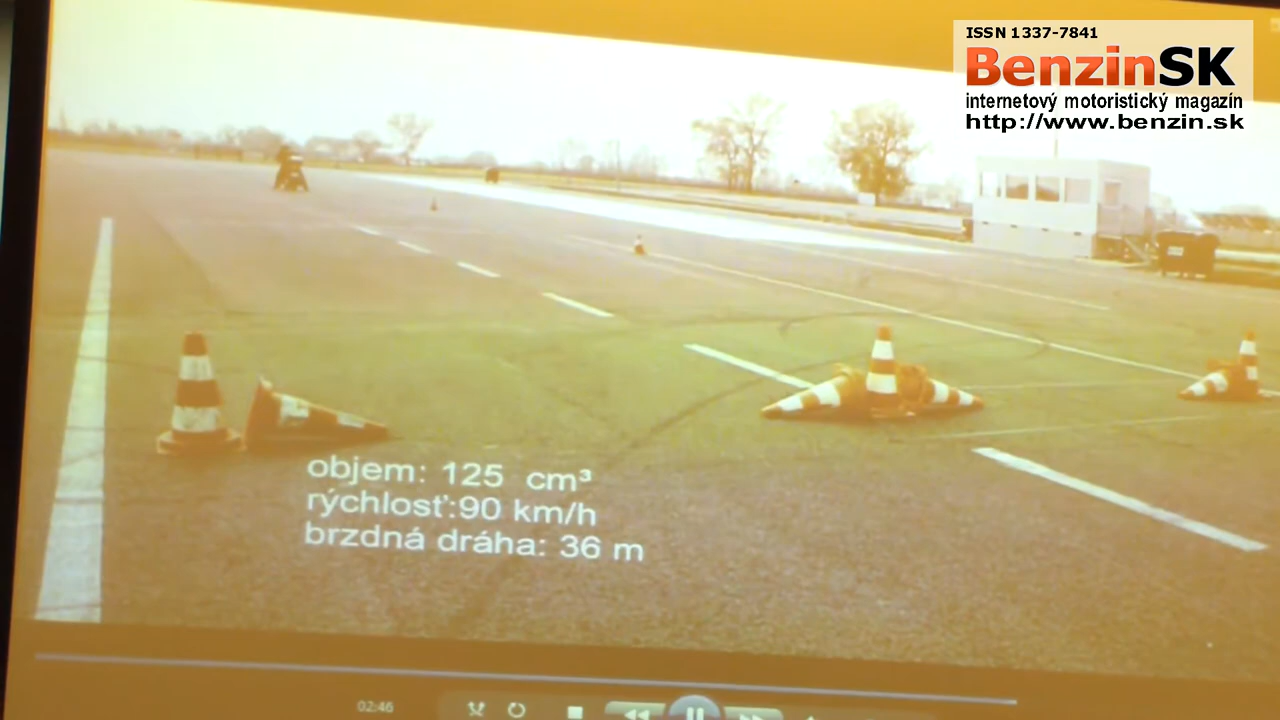 ISSN 1337-7841
BenzinSK
internetový motoristický magazín
http://www.benzin.sk
objem: 125 cm³
rýchlosť:90 km/h
brzdná dráha: 36 m
02:46